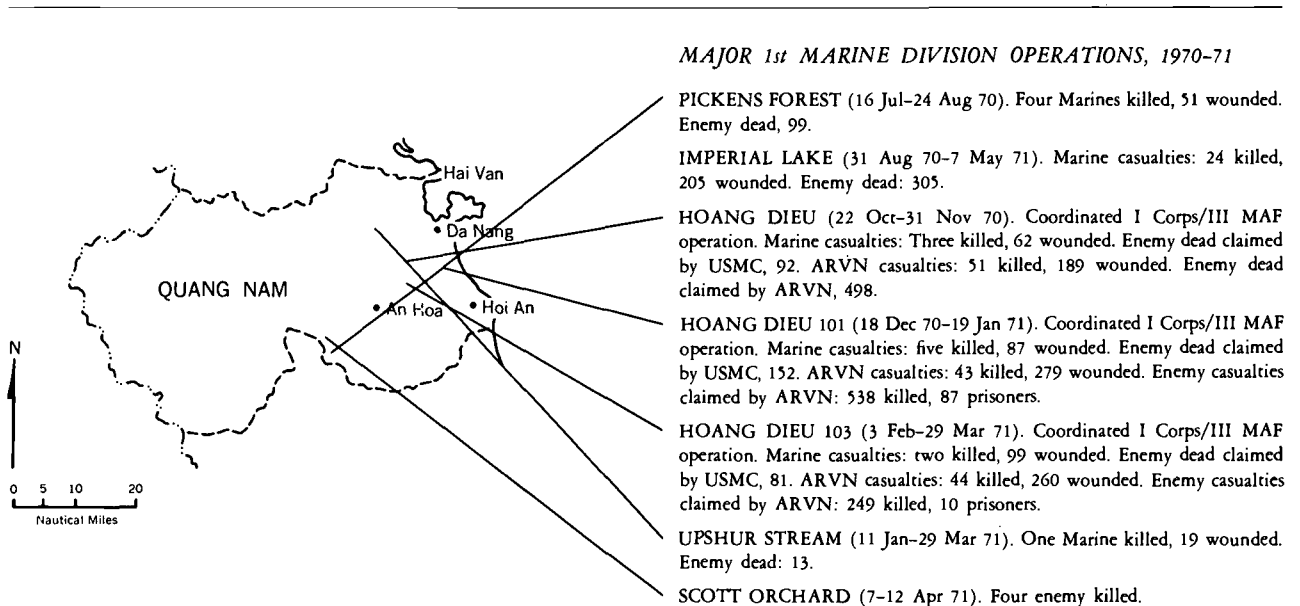 MAJOR 1st MARINE DIVISION OPERATIONS, 1970-71
PICKENS FOREST (16 Jul-24 Aug 70). Four Marines killed, 51 wounded.
Enemy dead, 99.
IMPERIAL LAKE (31 Aug 70-7 May 71). Marine casualties: 24 killed,
205 wounded. Enemy dead: 305.
HOANG DIEU (22 Oct-31 Nov 70). Coordinated I Corps/III MAF
operation. Marine casualties: Three killed, 62 wounded. Enemy dead claimed
by USMC, 92. ARVN casualties: 51 killed, 189 wounded. Enemy dead
claimed by ARVN, 498.
HOANG DIEU 101 (18 Dec 70-19 Jan 71). Coordinated I Corps/III MAF
operation. Marine casualties: five killed, 87 wounded. Enemy dead claimed
by USMC, 152. ARVN casualties: 43 killed, 279 wounded. Enemy casualties
claimed by ARVN: 538 killed, 87 prisoners.
HOANG DIEU 103 (3 Feb-29 Mar 71). Coordinated I Corps/III MAF
operation. Marine casualties: two killed, 99 wounded. Enemy dead claimed
by USMC, 81. ARVN casualties: 44 killed, 260 wounded. Enemy casualties
claimed by ARVN: 249 killed, 10 prisoners.
UPSHUR STREAM (11 Jan-29 Mar 71). One Marine killed, 19 wounded.
Enemy dead: 13.
SCOTT ORCHARD (7-12 Apr 71). Four enemy killed.
Hai Van
Da Nang
QUANG NAM
An Hoa
Hoi An
N
0 5 10 20
Nautical Miles